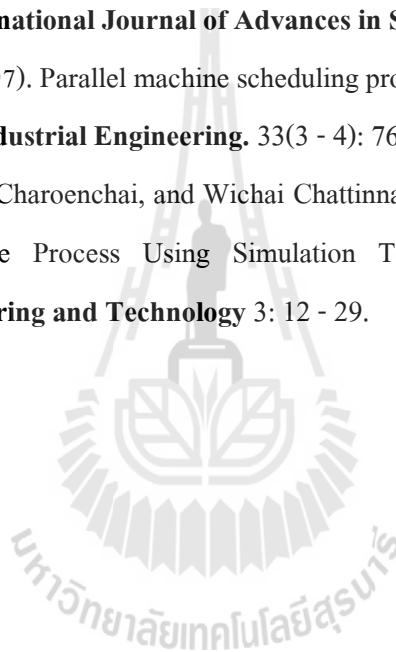 national Journal of Advances in S
7). Parallel machine scheduling pro
dustrial Engineering. 33(3 - 4): 76
Charoenchai, and Wichai Chattinna
e Process Using Simulation T
ring and Technology 3: 12 - 29.
มหาวิทยาลัยเทคโนโลยีสุรนารี